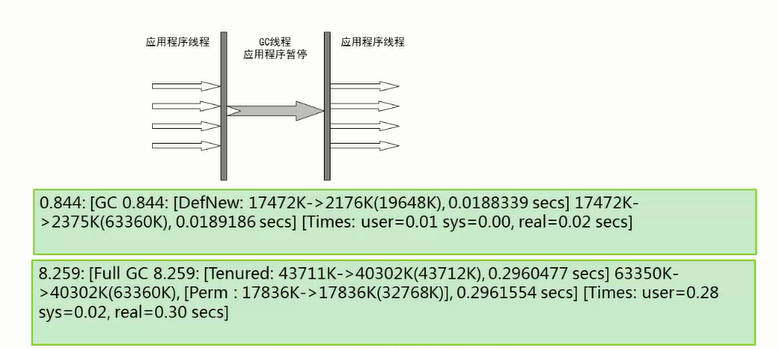 应用程序线程
GC线程
应用程序暂停
应用程序线程
0.844: [GC 0.844: [DefNew: 17472K->2176K(19648K), 0.0188339 secs] 17472K-
>2375K(63360K), 0.0189186 secs] [Times: user=0.01 sys=0.00, real=0.02 secs]
8.259: [Full GC 8.259: [Tenured: 43711K->40302K(43712K), 0.2960477 secs] 63350K-
>40302K(63360K), [Perm : 17836K->17836K(32768K)], 0.2961554 secs] [Times: user=0.28
sys=0.02, real=0.30 secs]